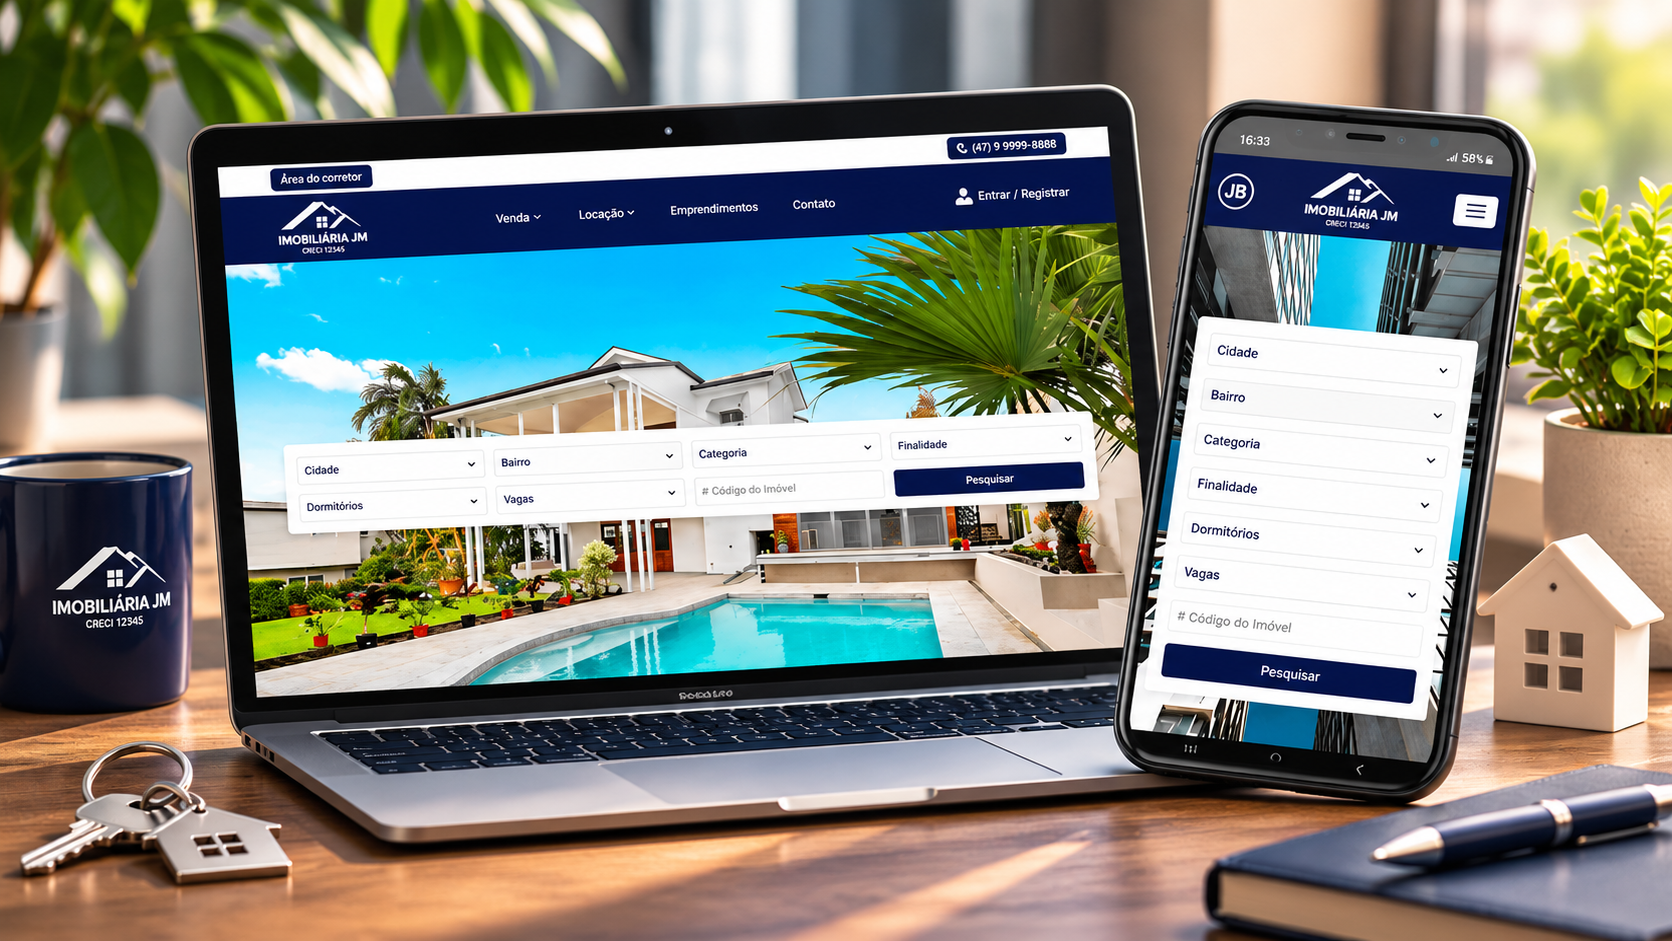 Área do corretor
(47) 9 9999-8888
IMOBILIÁRIA JM
CRECI 12345
Venda
Locação
Emprendimentos
Contato
Entrar / Registrar
Cidade
Bairro
Categoria
Finalidade
Dormitórios
Vagas
# Código do Imóvel
Pesquisar
16:33
58%
JB
IMOBILIÁRIA JM
CRECI 12345
Cidade
Bairro
Categoria
Finalidade
Dormitórios
Vagas
# Código do Imóvel
Pesquisar
IMOBILIÁRIA JM
CRECI 12345